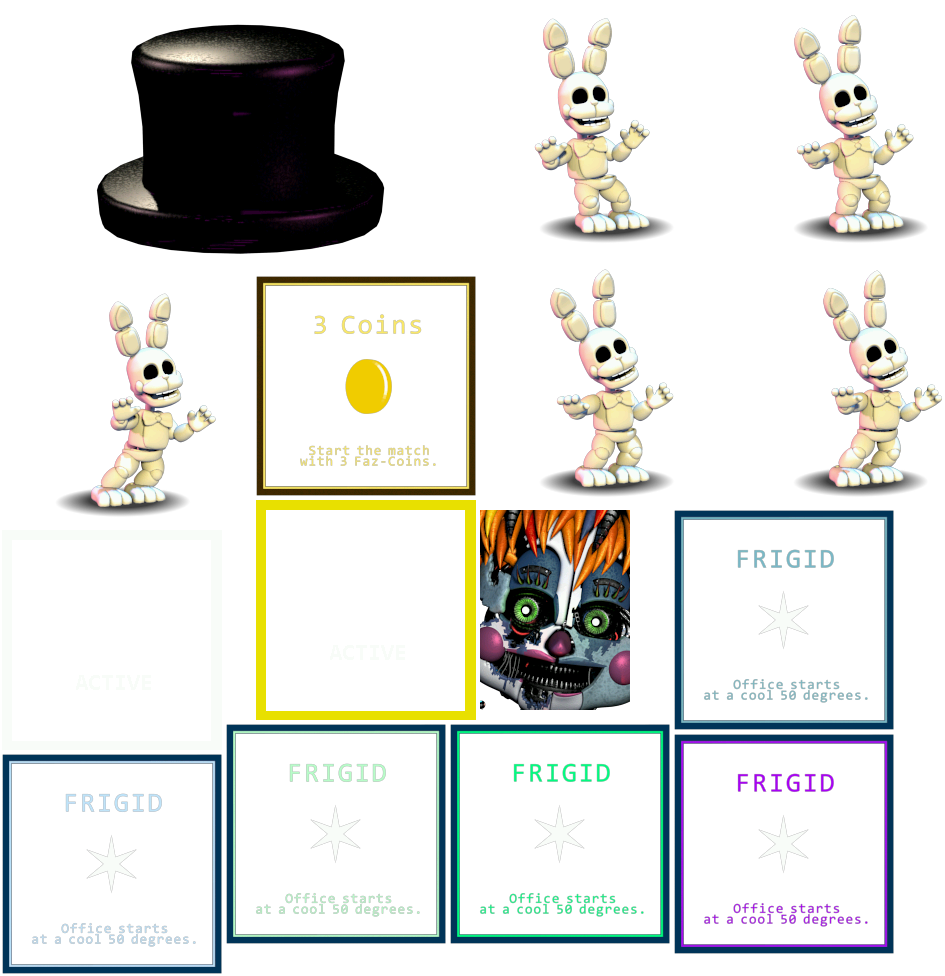 3 Coins
Start the match
with 3 Faz-Coins.
ACTIVE
ACTIVE
FRIGID
Office starts
at a cool 50 degrees.
FRIGID
Office starts
at a cool 50 degrees.
FRIGID
Office starts
at a cool 50 degrees.
FRIGID
Office starts
at a cool 50 degrees.
FRIGID
Office starts
at a cool 50 degrees.